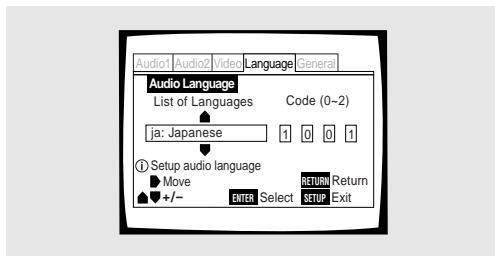 Audio1 Audio2 Video Language General
Audio Language
List of Languages Code (0~2)
ja: Japanese 1 0 0 1
i Setup audio language
Move RETURN Return
+/– ENTER Select SETUP Exit